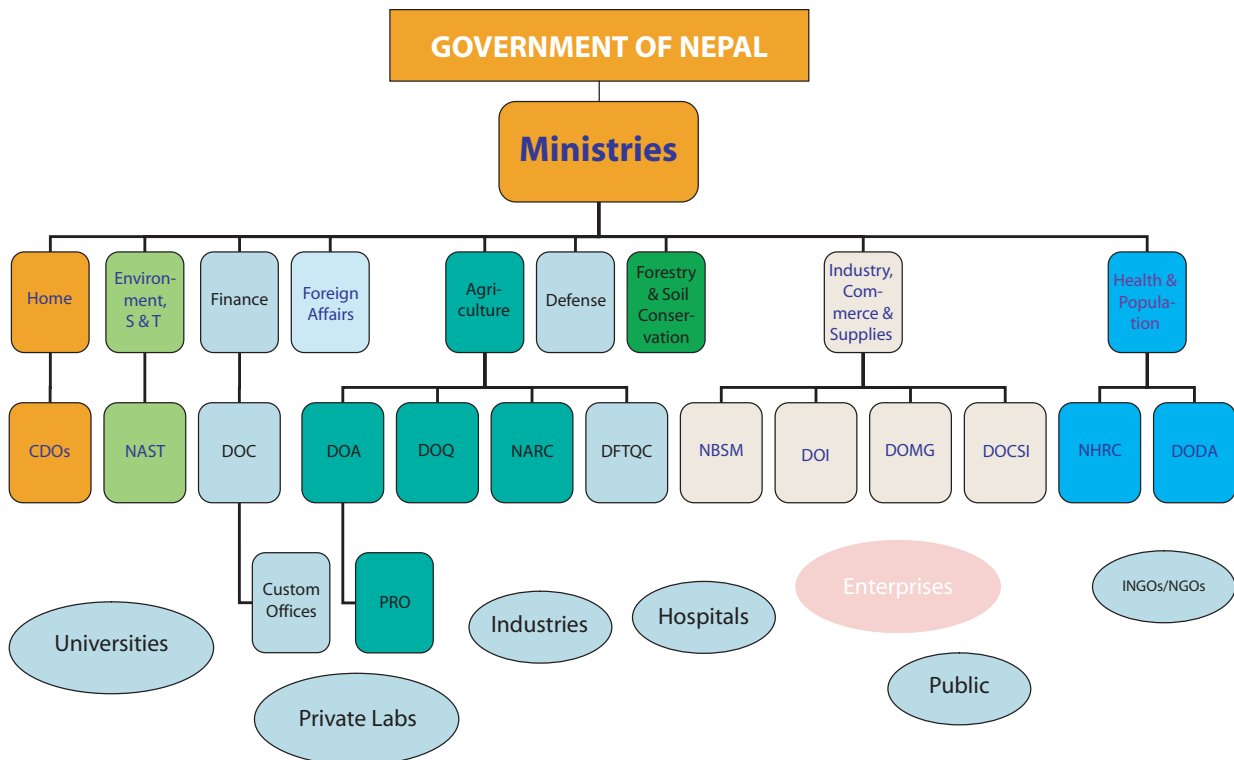 GOVERNMENT OF NEPAL
Ministries
Home
Environ-
ment,
S & T
Finance
Foreign
Affairs
Agri-
culture
Defense
Forestry
& Soil
Conser-
vation
Industry,
Com-
merce &
Supplies
Health &
Popula-
tion
CDOs
NAST
DOC
DOA
DOQ
NARC
DFTQC
NBSM
DOI
DOMG
DOCSI
NHRC
DODA
Custom
Offices
PRO
Universities
Private Labs
Industries
Hospitals
Enterprises
Public
INGOs/NGOs